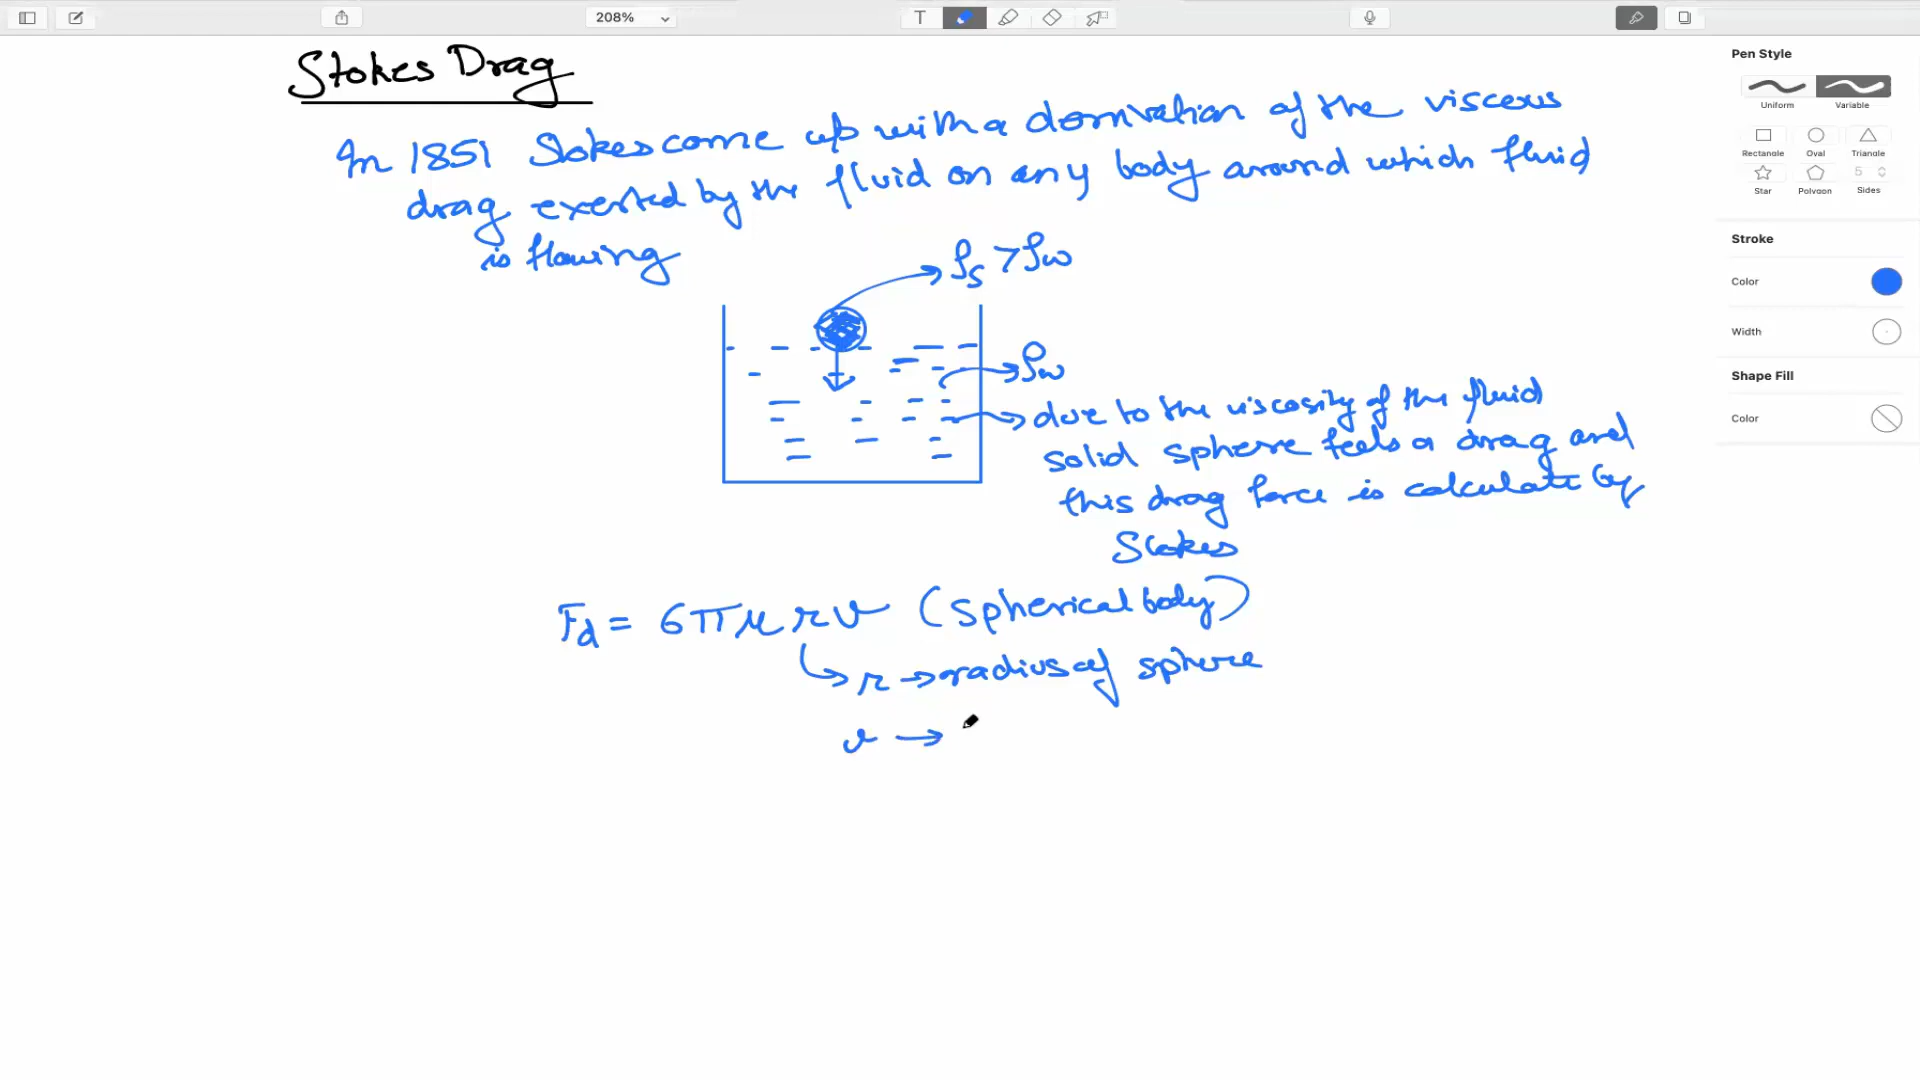 208%
T
Stokes Drag
In 1851 Stokes come up with a derivation of the viscous
drag exerted by the fluid on any body around which fluid
is flowing
ρs > ρw
ρw
due to the viscosity of the fluid
solid sphere feels a drag and
this drag force is calculate by
Stokes
Fd = 6πμrv (spherical body)
r → radius of sphere
v →
Pen Style
Uniform Variable
Rectangle Oval Triangle
5
Star Polygon Sides
Stroke
Color
Width
Shape Fill
Color